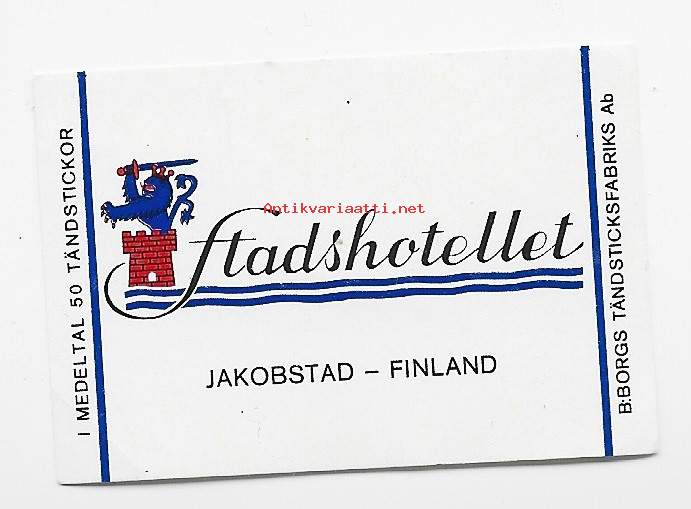 I MEDELTAL 50 TÄNDSTICKOR
Antikvariaatti.net
Stadshotellet
JAKOBSTAD – FINLAND
B:BORGS TÄNDSTICKSFABRIKS Ab